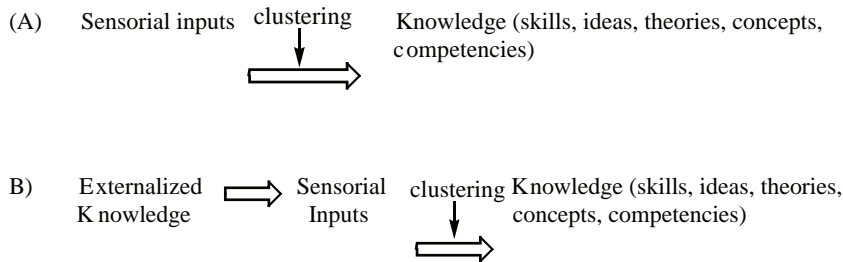 (A) Sensorial inputs clustering Knowledge (skills, ideas, theories, concepts,
competencies)
B) Externalized Sensorial clustering Knowledge (skills, ideas, theories,
K nowledge Inputs concepts, competencies)